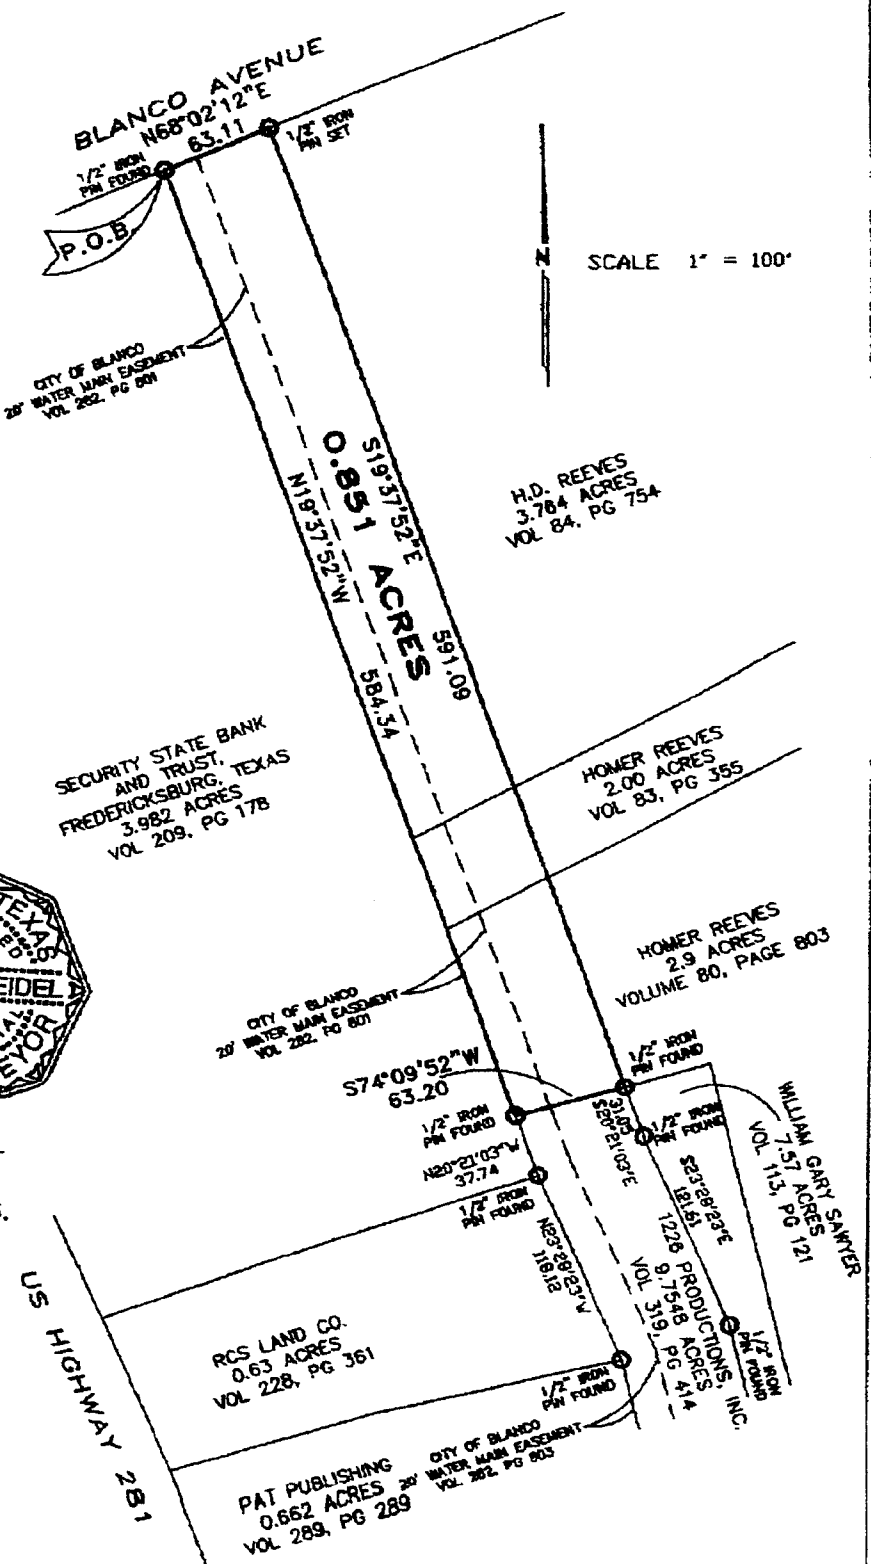 BLANCO AVENUE
N68°02'12"E
63.11
1/2" IRON
PIN FOUND
1/2" IRON
PIN SET
P.O.B.
N
SCALE 1" = 100'
CITY OF BLANCO
20' WATER MAIN EASEMENT
VOL 282, PG 801
0.851 ACRES
S19°37'52"E
591.09
N19°37'52"W
584.34
H.D. REEVES
3.784 ACRES
VOL 84, PG 754
SECURITY STATE BANK
AND TRUST,
FREDERICKSBURG, TEXAS
3.982 ACRES
VOL 209, PG 178
HOMER REEVES
2.00 ACRES
VOL 83, PG 355
HOMER REEVES
2.9 ACRES
VOLUME 80, PAGE 803
TEXAS
EIDEL
EYOR
CITY OF BLANCO
20' WATER MAIN EASEMENT
VOL 282, PG 801
S74°09'52"W
63.20
1/2" IRON
PIN FOUND
1/2" IRON
PIN FOUND
31.03
S20°21'03"E
1/2" IRON
PIN FOUND
N20°21'03"W
37.74
1/2" IRON
PIN FOUND
S23°28'23"E
121.61
WILLIAM GARY SAWYER
7.57 ACRES
VOL 113, PG 121
N23°28'23"W
118.12
1226 PRODUCTIONS, INC.
9.7548 ACRES
VOL 319, PG 414
1/2" IRON
PIN FOUND
US HIGHWAY 281
RCS LAND CO.
0.63 ACRES
VOL 228, PG 361
1/2" IRON
PIN FOUND
CITY OF BLANCO
20' WATER MAIN EASEMENT
VOL 282, PG 803
PAT PUBLISHING
0.662 ACRES
VOL 289, PG 289